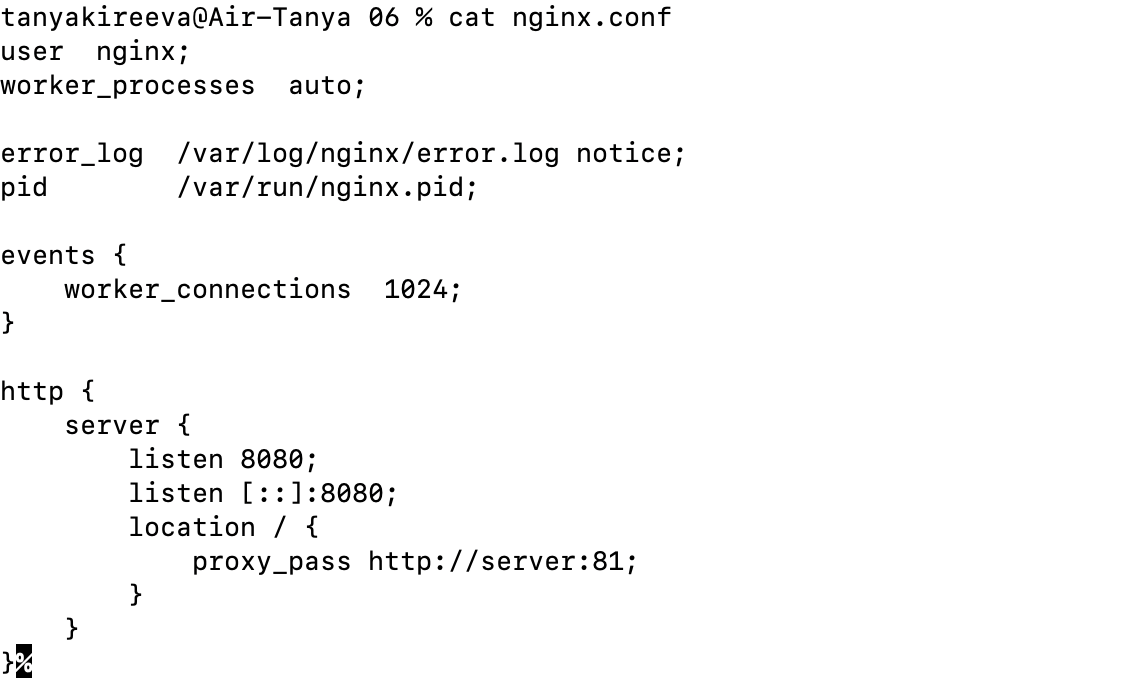 tanyakireeva@Air-Tanya 06 % cat nginx.conf
user  nginx;
worker_processes  auto;

error_log  /var/log/nginx/error.log notice;
pid        /var/run/nginx.pid;

events {
    worker_connections  1024;
}

http {
    server {
        listen 8080;
        listen [::]:8080;
        location / {
            proxy_pass http://server:81;
        }
    }
}%